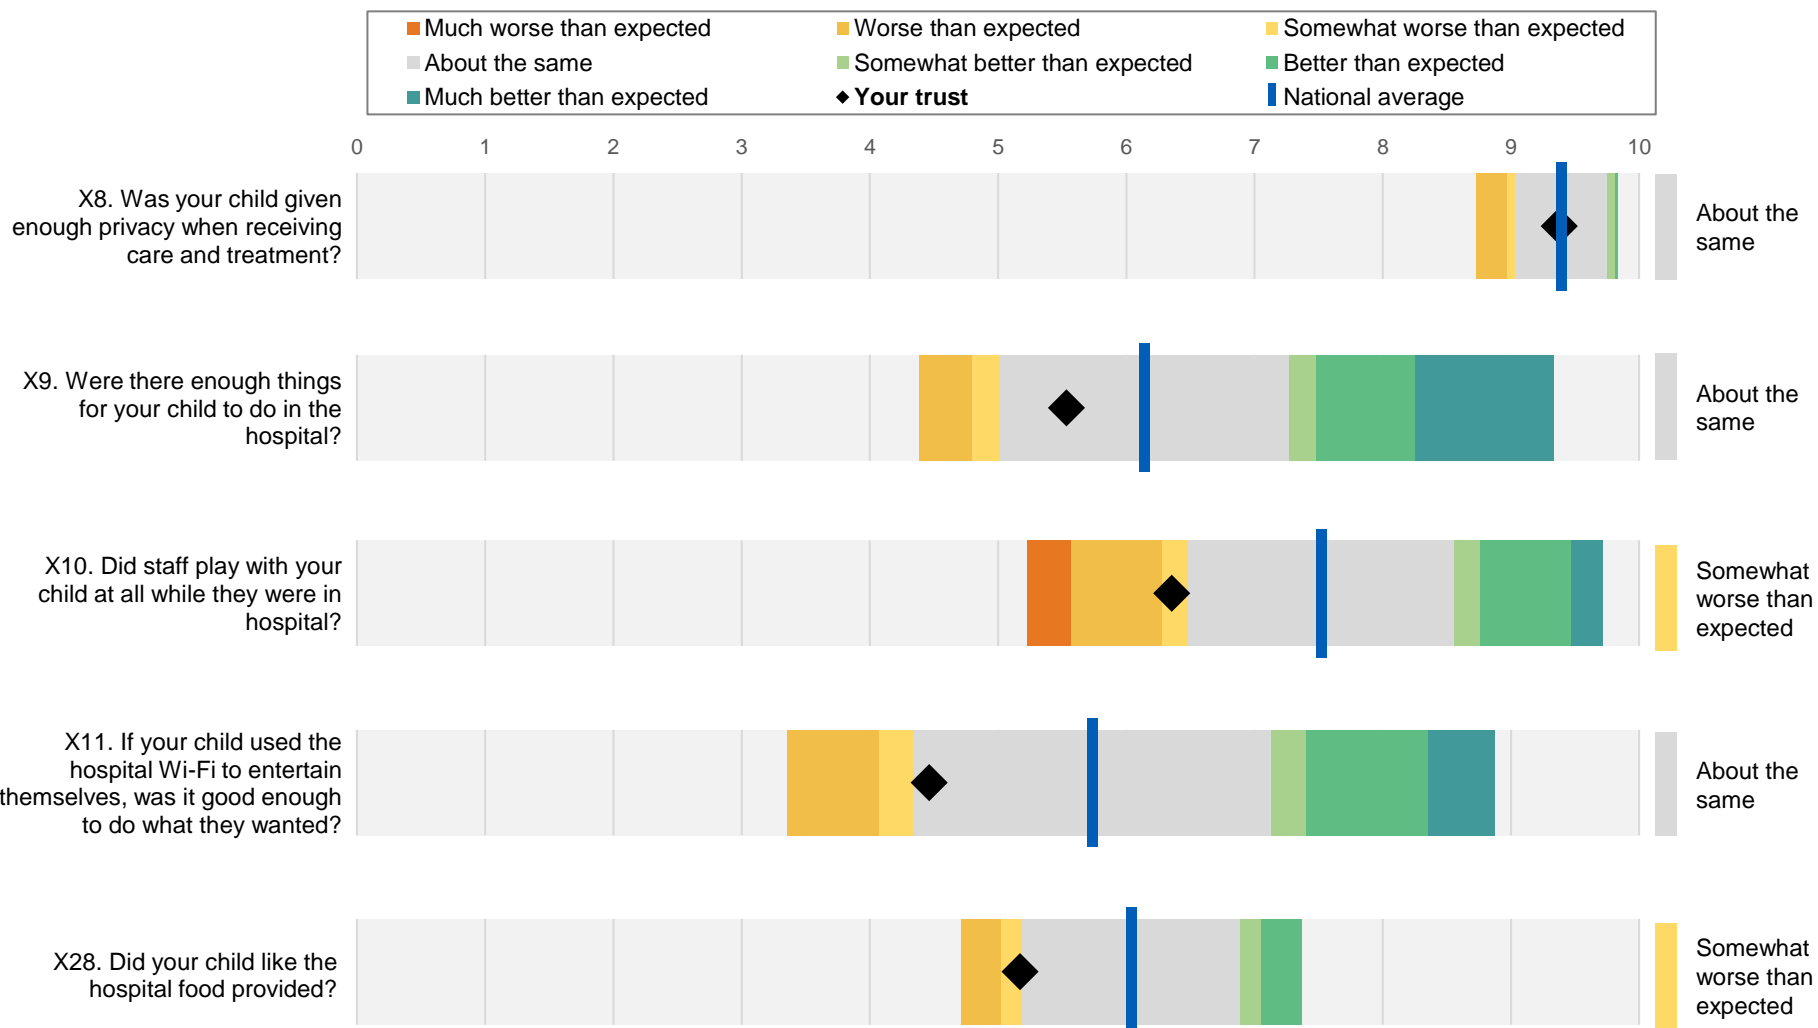 Much worse than expected
Worse than expected
Somewhat worse than expected
About the same
Somewhat better than expected
Better than expected
Much better than expected
Your trust
National average
0 1 2 3 4 5 6 7 8 9 10
X8. Was your child given
enough privacy when receiving
care and treatment?
About the
same
X9. Were there enough things
for your child to do in the
hospital?
About the
same
X10. Did staff play with your
child at all while they were in
hospital?
Somewhat
worse than
expected
X11. If your child used the
hospital Wi-Fi to entertain
themselves, was it good enough
to do what they wanted?
About the
same
X28. Did your child like the
hospital food provided?
Somewhat
worse than
expected